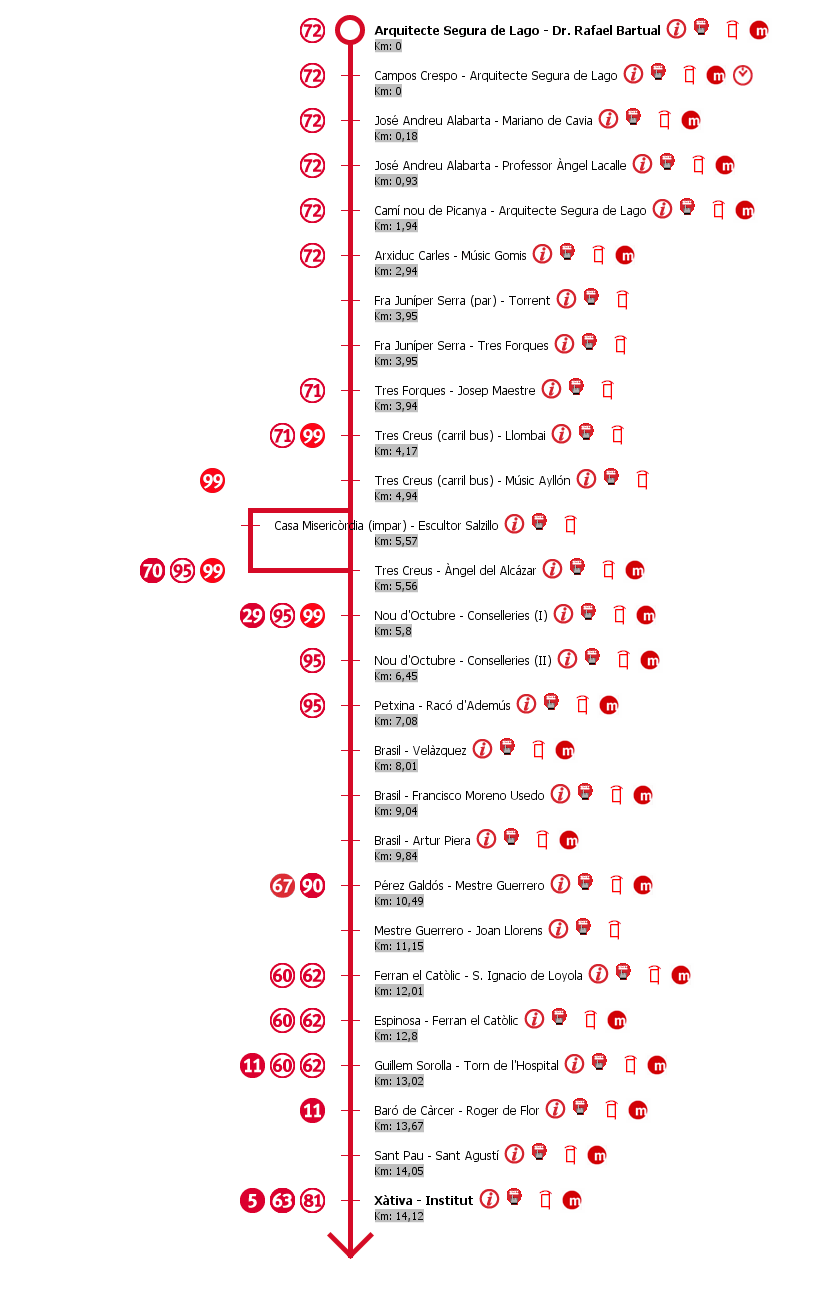 72 Arquitecte Segura de Lago - Dr. Rafael Bartual i m
Km: 0
72 Campos Crespo - Arquitecte Segura de Lago i m
Km: 0
72 José Andreu Alabarta - Mariano de Cavia i m
Km: 0,18
72 José Andreu Alabarta - Professor Àngel Lacalle i m
Km: 0,93
72 Camí nou de Picanya - Arquitecte Segura de Lago i m
Km: 1,94
72 Arxiduc Carles - Músic Gomis i m
Km: 2,94
Fra Juníper Serra (par) - Torrent i
Km: 3,95
Fra Juníper Serra - Tres Forques i
Km: 3,95
71 Tres Forques - Josep Maestre i
Km: 3,94
71 99 Tres Creus (carril bus) - Llombai i
Km: 4,17
99 Tres Creus (carril bus) - Músic Ayllón i
Km: 4,94
Casa Misericòrdia (impar) - Escultor Salzillo i
Km: 5,57
70 95 99 Tres Creus - Àngel del Alcázar i m
Km: 5,56
29 95 99 Nou d'Octubre - Conselleries (I) i m
Km: 5,8
95 Nou d'Octubre - Conselleries (II) i m
Km: 6,45
95 Petxina - Racó d'Ademús i m
Km: 7,08
Brasil - Velàzquez i m
Km: 8,01
Brasil - Francisco Moreno Usedo i m
Km: 9,04
Brasil - Artur Piera i m
Km: 9,84
67 90 Pérez Galdós - Mestre Guerrero i m
Km: 10,49
Mestre Guerrero - Joan Llorens i
Km: 11,15
60 62 Ferran el Catòlic - S. Ignacio de Loyola i m
Km: 12,01
60 62 Espinosa - Ferran el Catòlic i m
Km: 12,8
11 60 62 Guillem Sorolla - Torn de l'Hospital i m
Km: 13,02
11 Baró de Càrcer - Roger de Flor i m
Km: 13,67
Sant Pau - Sant Agustí i m
Km: 14,05
5 63 81 Xàtiva - Institut i m
Km: 14,12